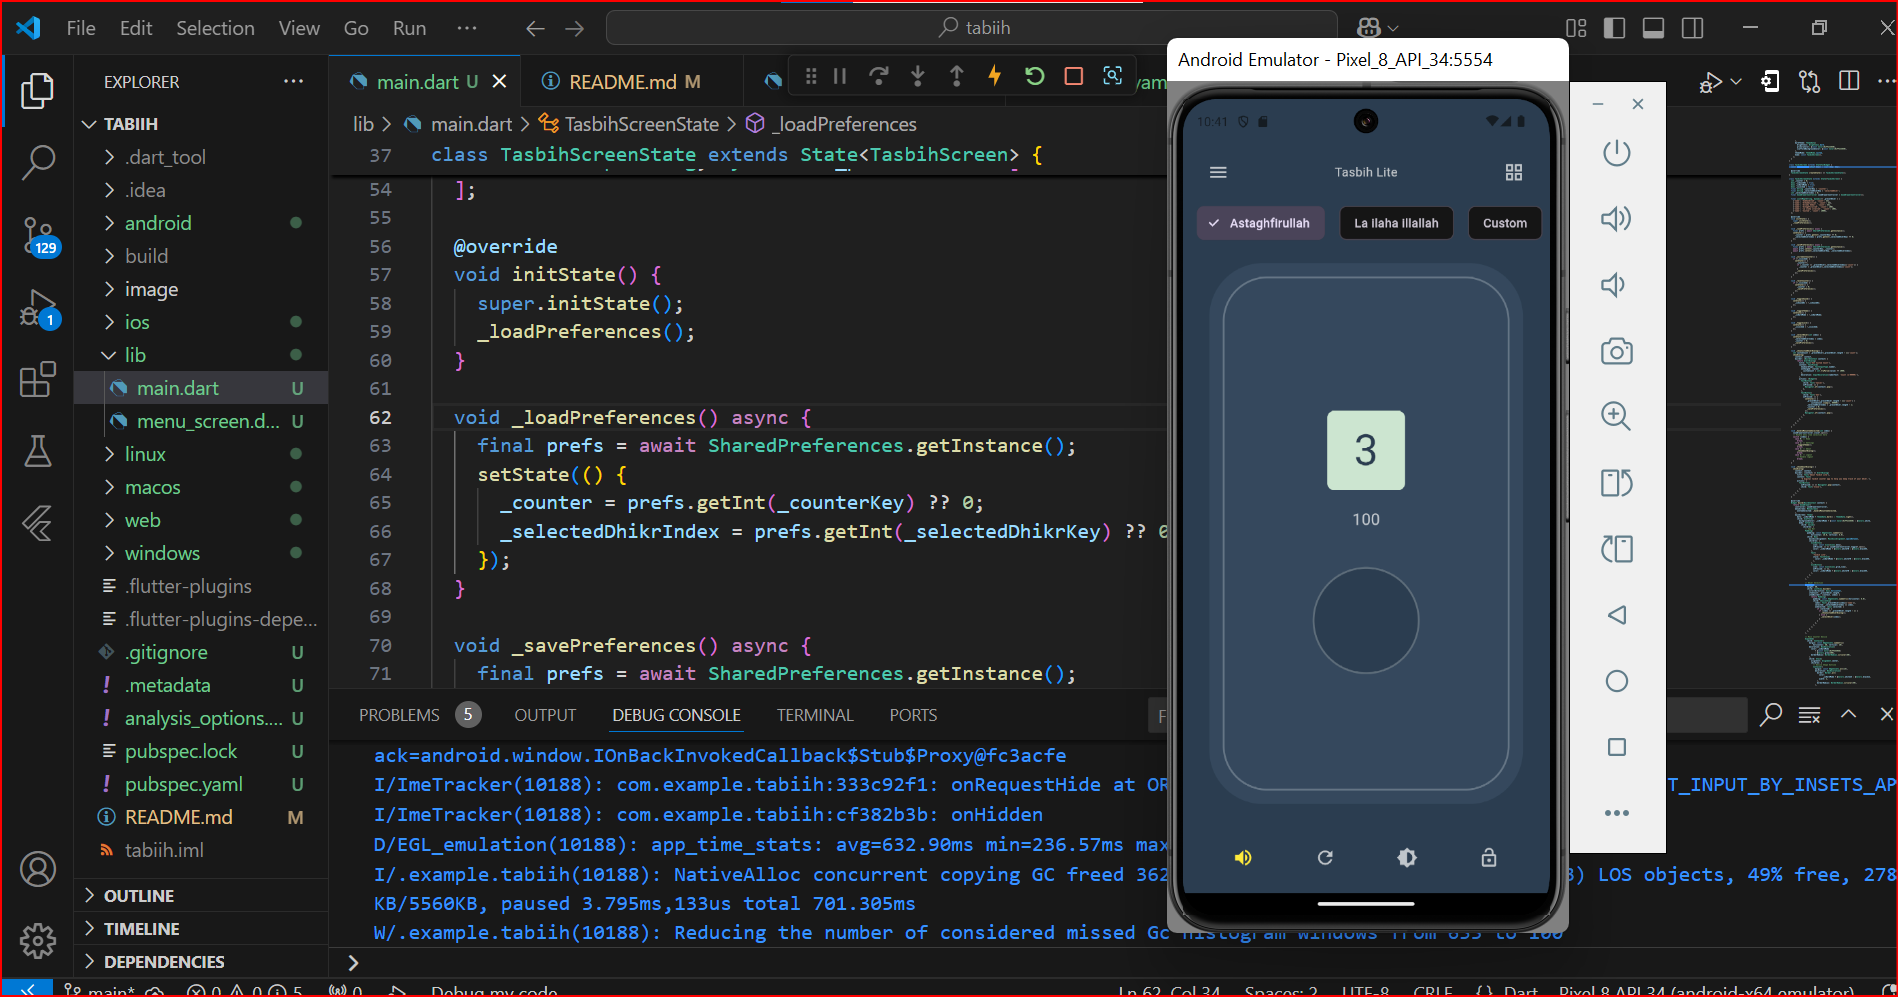 File Edit Selection View Go Run ··· tabiih
EXPLORER ···
TABIIH
.dart_tool
.idea
android
build
image
ios
lib
main.dart U
menu_screen.d... U
linux
macos
web
windows
.flutter-plugins
.flutter-plugins-depe...
.gitignore U
.metadata U
analysis_options.... U
pubspec.lock U
pubspec.yaml U
README.md M
tabiih.iml
OUTLINE
TIMELINE
DEPENDENCIES
129
1
main.dart U README.md M yam
lib > main.dart > TasbihScreenState > _loadPreferences
37 class TasbihScreenState extends State<TasbihScreen> {
54 ];
55
56 @override
57 void initState() {
58 super.initState();
59 _loadPreferences();
60 }
61
62 void _loadPreferences() async {
63 final prefs = await SharedPreferences.getInstance();
64 setState(() {
65 _counter = prefs.getInt(_counterKey) ?? 0;
66 _selectedDhikrIndex = prefs.getInt(_selectedDhikrKey) ?? 0
67 });
68 }
69
70 void _savePreferences() async {
71 final prefs = await SharedPreferences.getInstance();
PROBLEMS 5 OUTPUT DEBUG CONSOLE TERMINAL PORTS
ack=android.window.IOnBackInvokedCallback$Stub$Proxy@fc3acfe
I/ImeTracker(10188): com.example.tabiih:333c92f1: onRequestHide at OR T_INPUT_BY_INSETS_AP
I/ImeTracker(10188): com.example.tabiih:cf382b3b: onHidden
D/EGL_emulation(10188): app_time_stats: avg=632.90ms min=236.57ms max
I/.example.tabiih(10188): NativeAlloc concurrent copying GC freed 362 ) LOS objects, 49% free, 278
KB/5560KB, paused 3.795ms,133us total 701.305ms
W/.example.tabiih(10188): Reducing the number of considered missed Gc histogram windows from 655 to 100
main* 0 0 5 0 Debug my code Ln 62, Col 34 Spaces: 2 UTF-8 CRLF {} Dart Pixel 8 API 34 (android-x64 emulator)
Android Emulator - Pixel_8_API_34:5554
10:41
Tasbih Lite
Astaghfirullah La ilaha illallah Custom
3
100